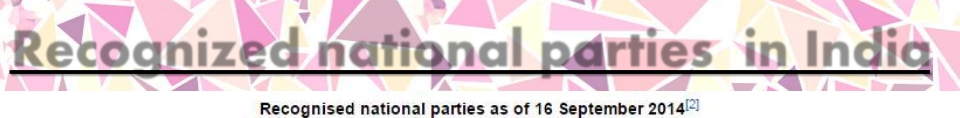 Recognized national parties in India
Recognised national parties as of 16 September 2014[2]